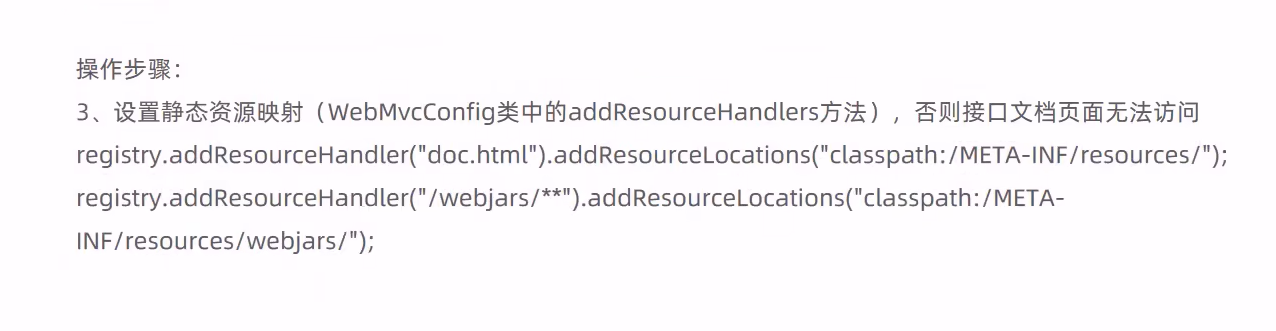 操作步骤：
3、设置静态资源映射（WebMvcConfig类中的addResourceHandlers方法），否则接口文档页面无法访问
registry.addResourceHandler("doc.html").addResourceLocations("classpath:/META-INF/resources/");
registry.addResourceHandler("/webjars/**").addResourceLocations("classpath:/META-
INF/resources/webjars/");